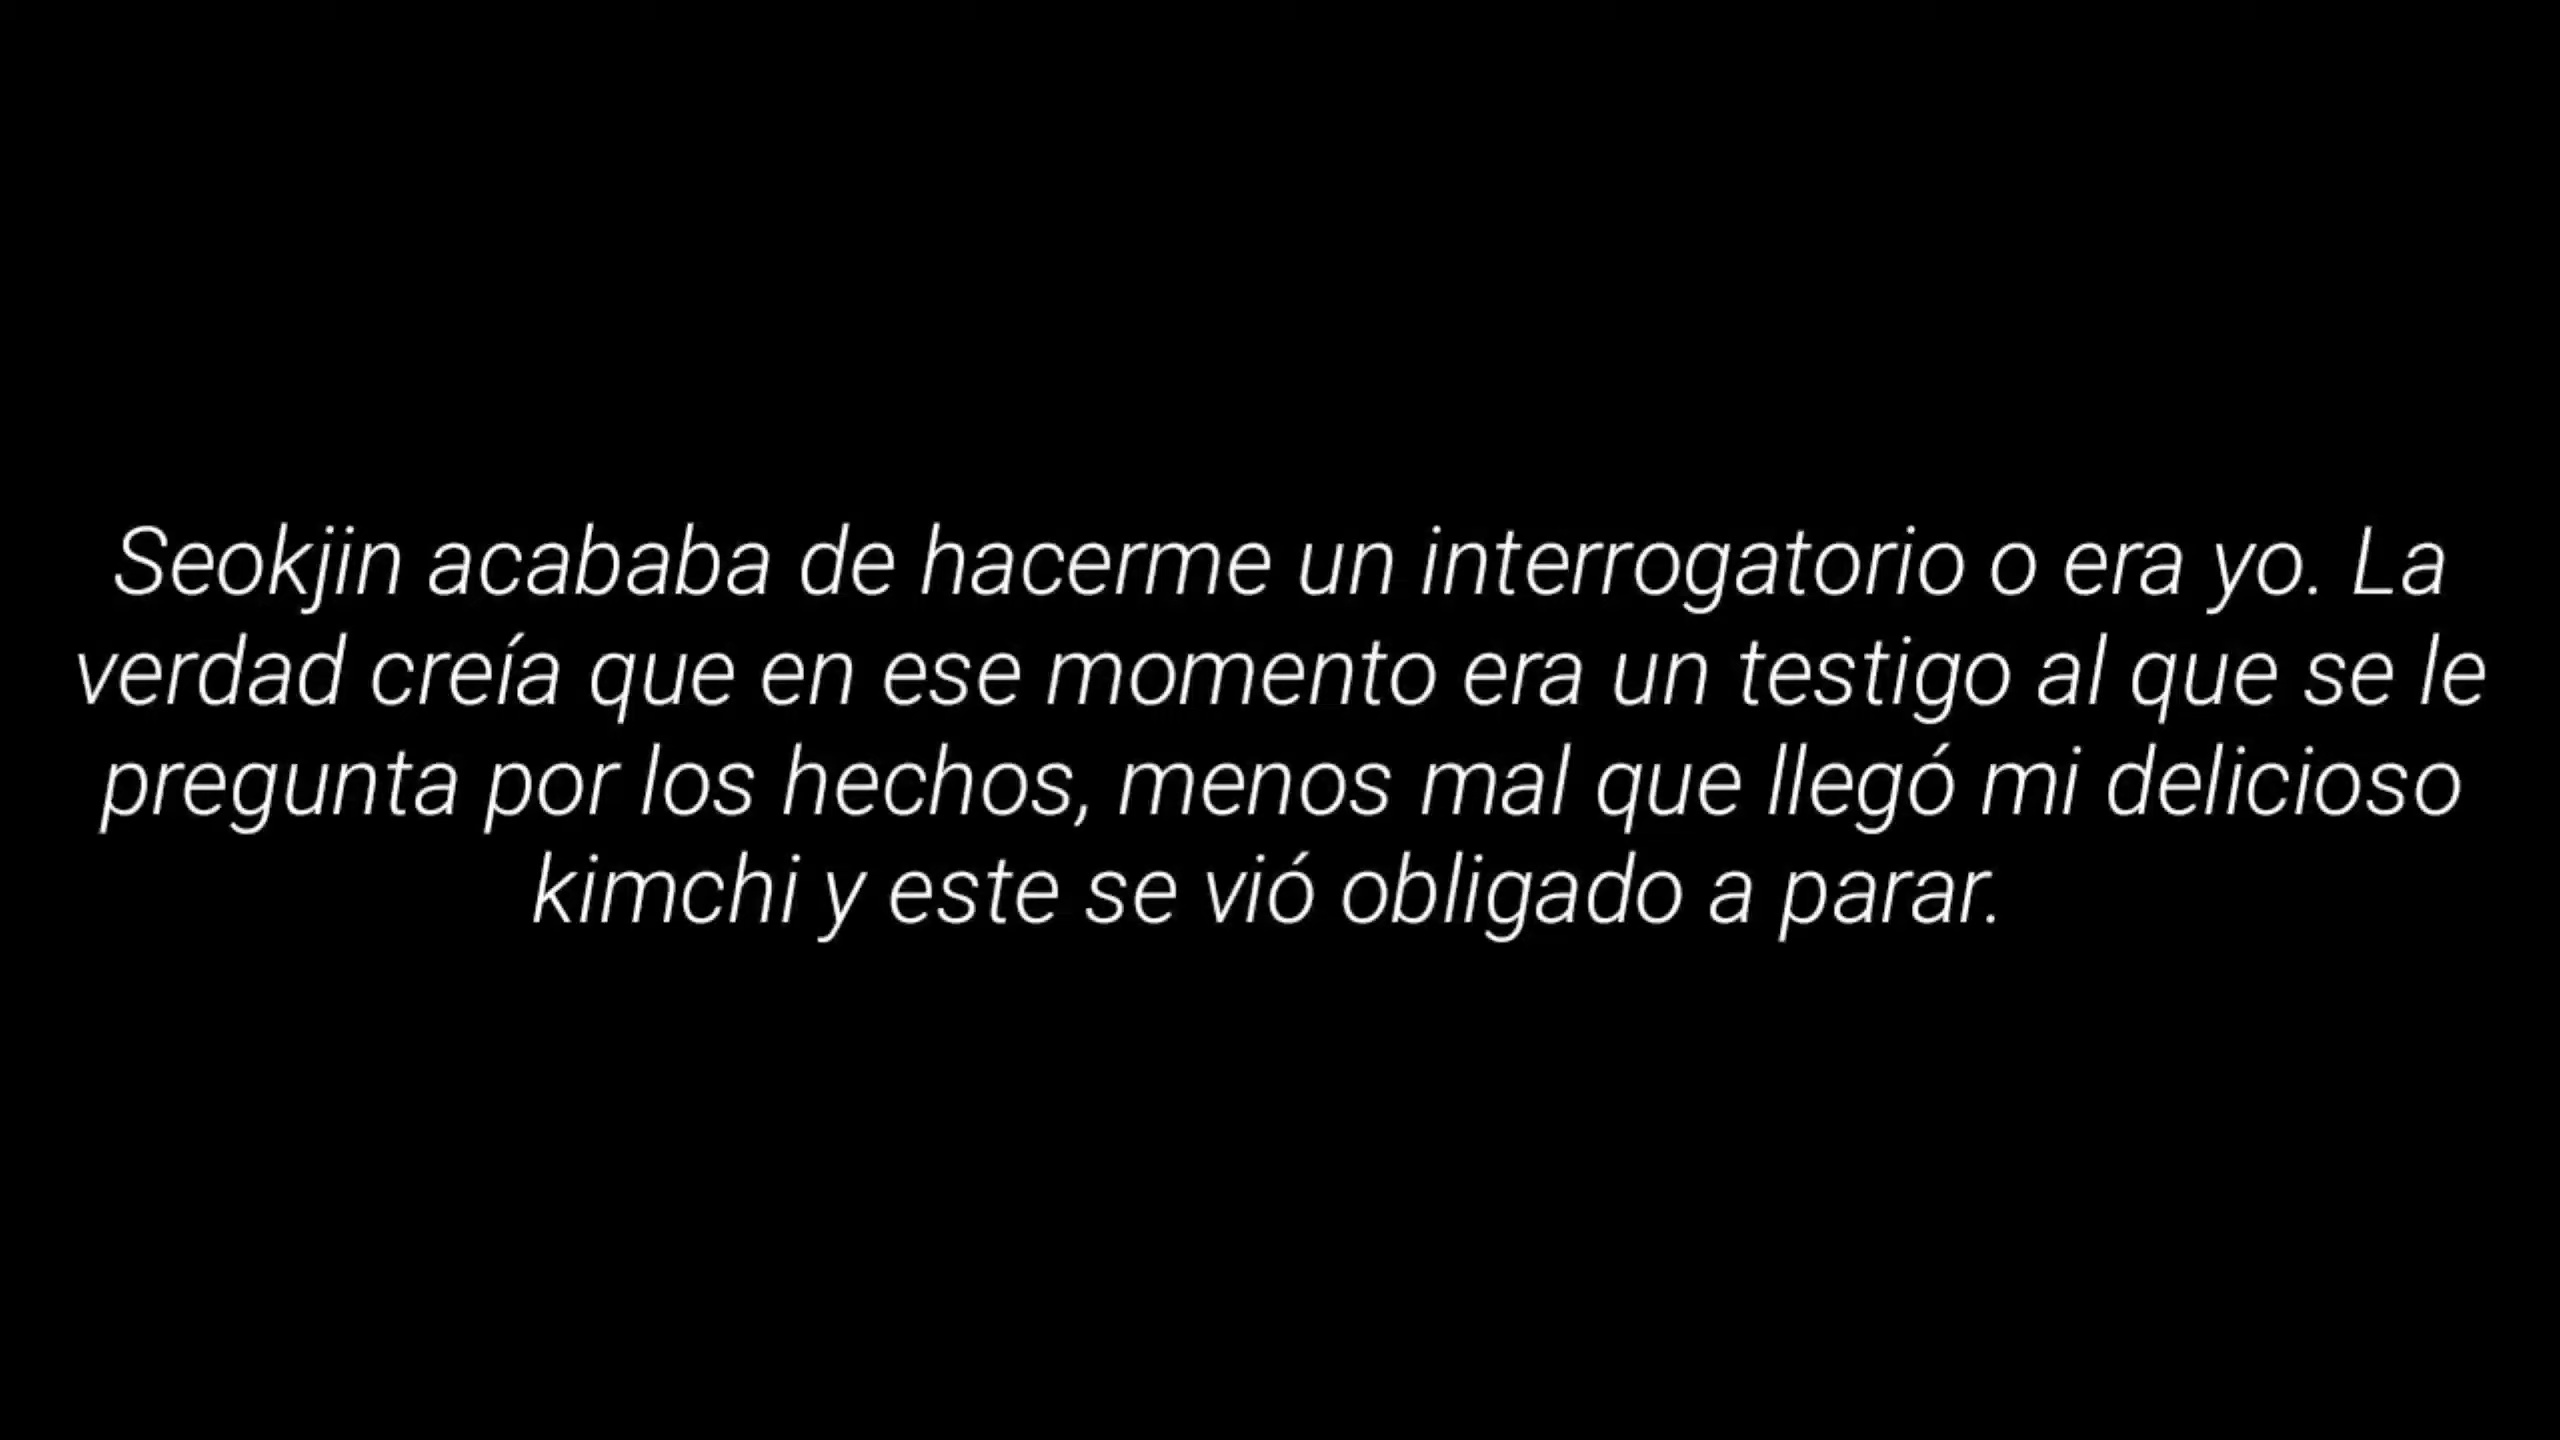 Seokjin acababa de hacerme un interrogatorio o era yo. La
verdad creía que en ese momento era un testigo al que se le
pregunta por los hechos, menos mal que llegó mi delicioso
kimchi y este se vió obligado a parar.